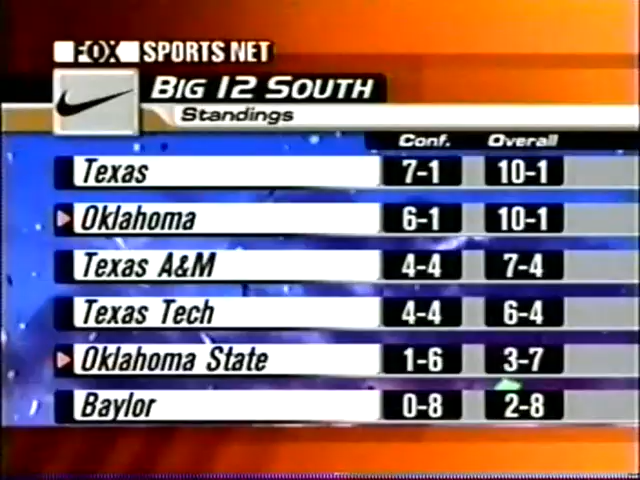 FOX SPORTS NET
BIG 12 SOUTH
Standings
Conf. Overall
Texas 7-1 10-1
Oklahoma 6-1 10-1
Texas A&M 4-4 7-4
Texas Tech 4-4 6-4
Oklahoma State 1-6 3-7
Baylor 0-8 2-8